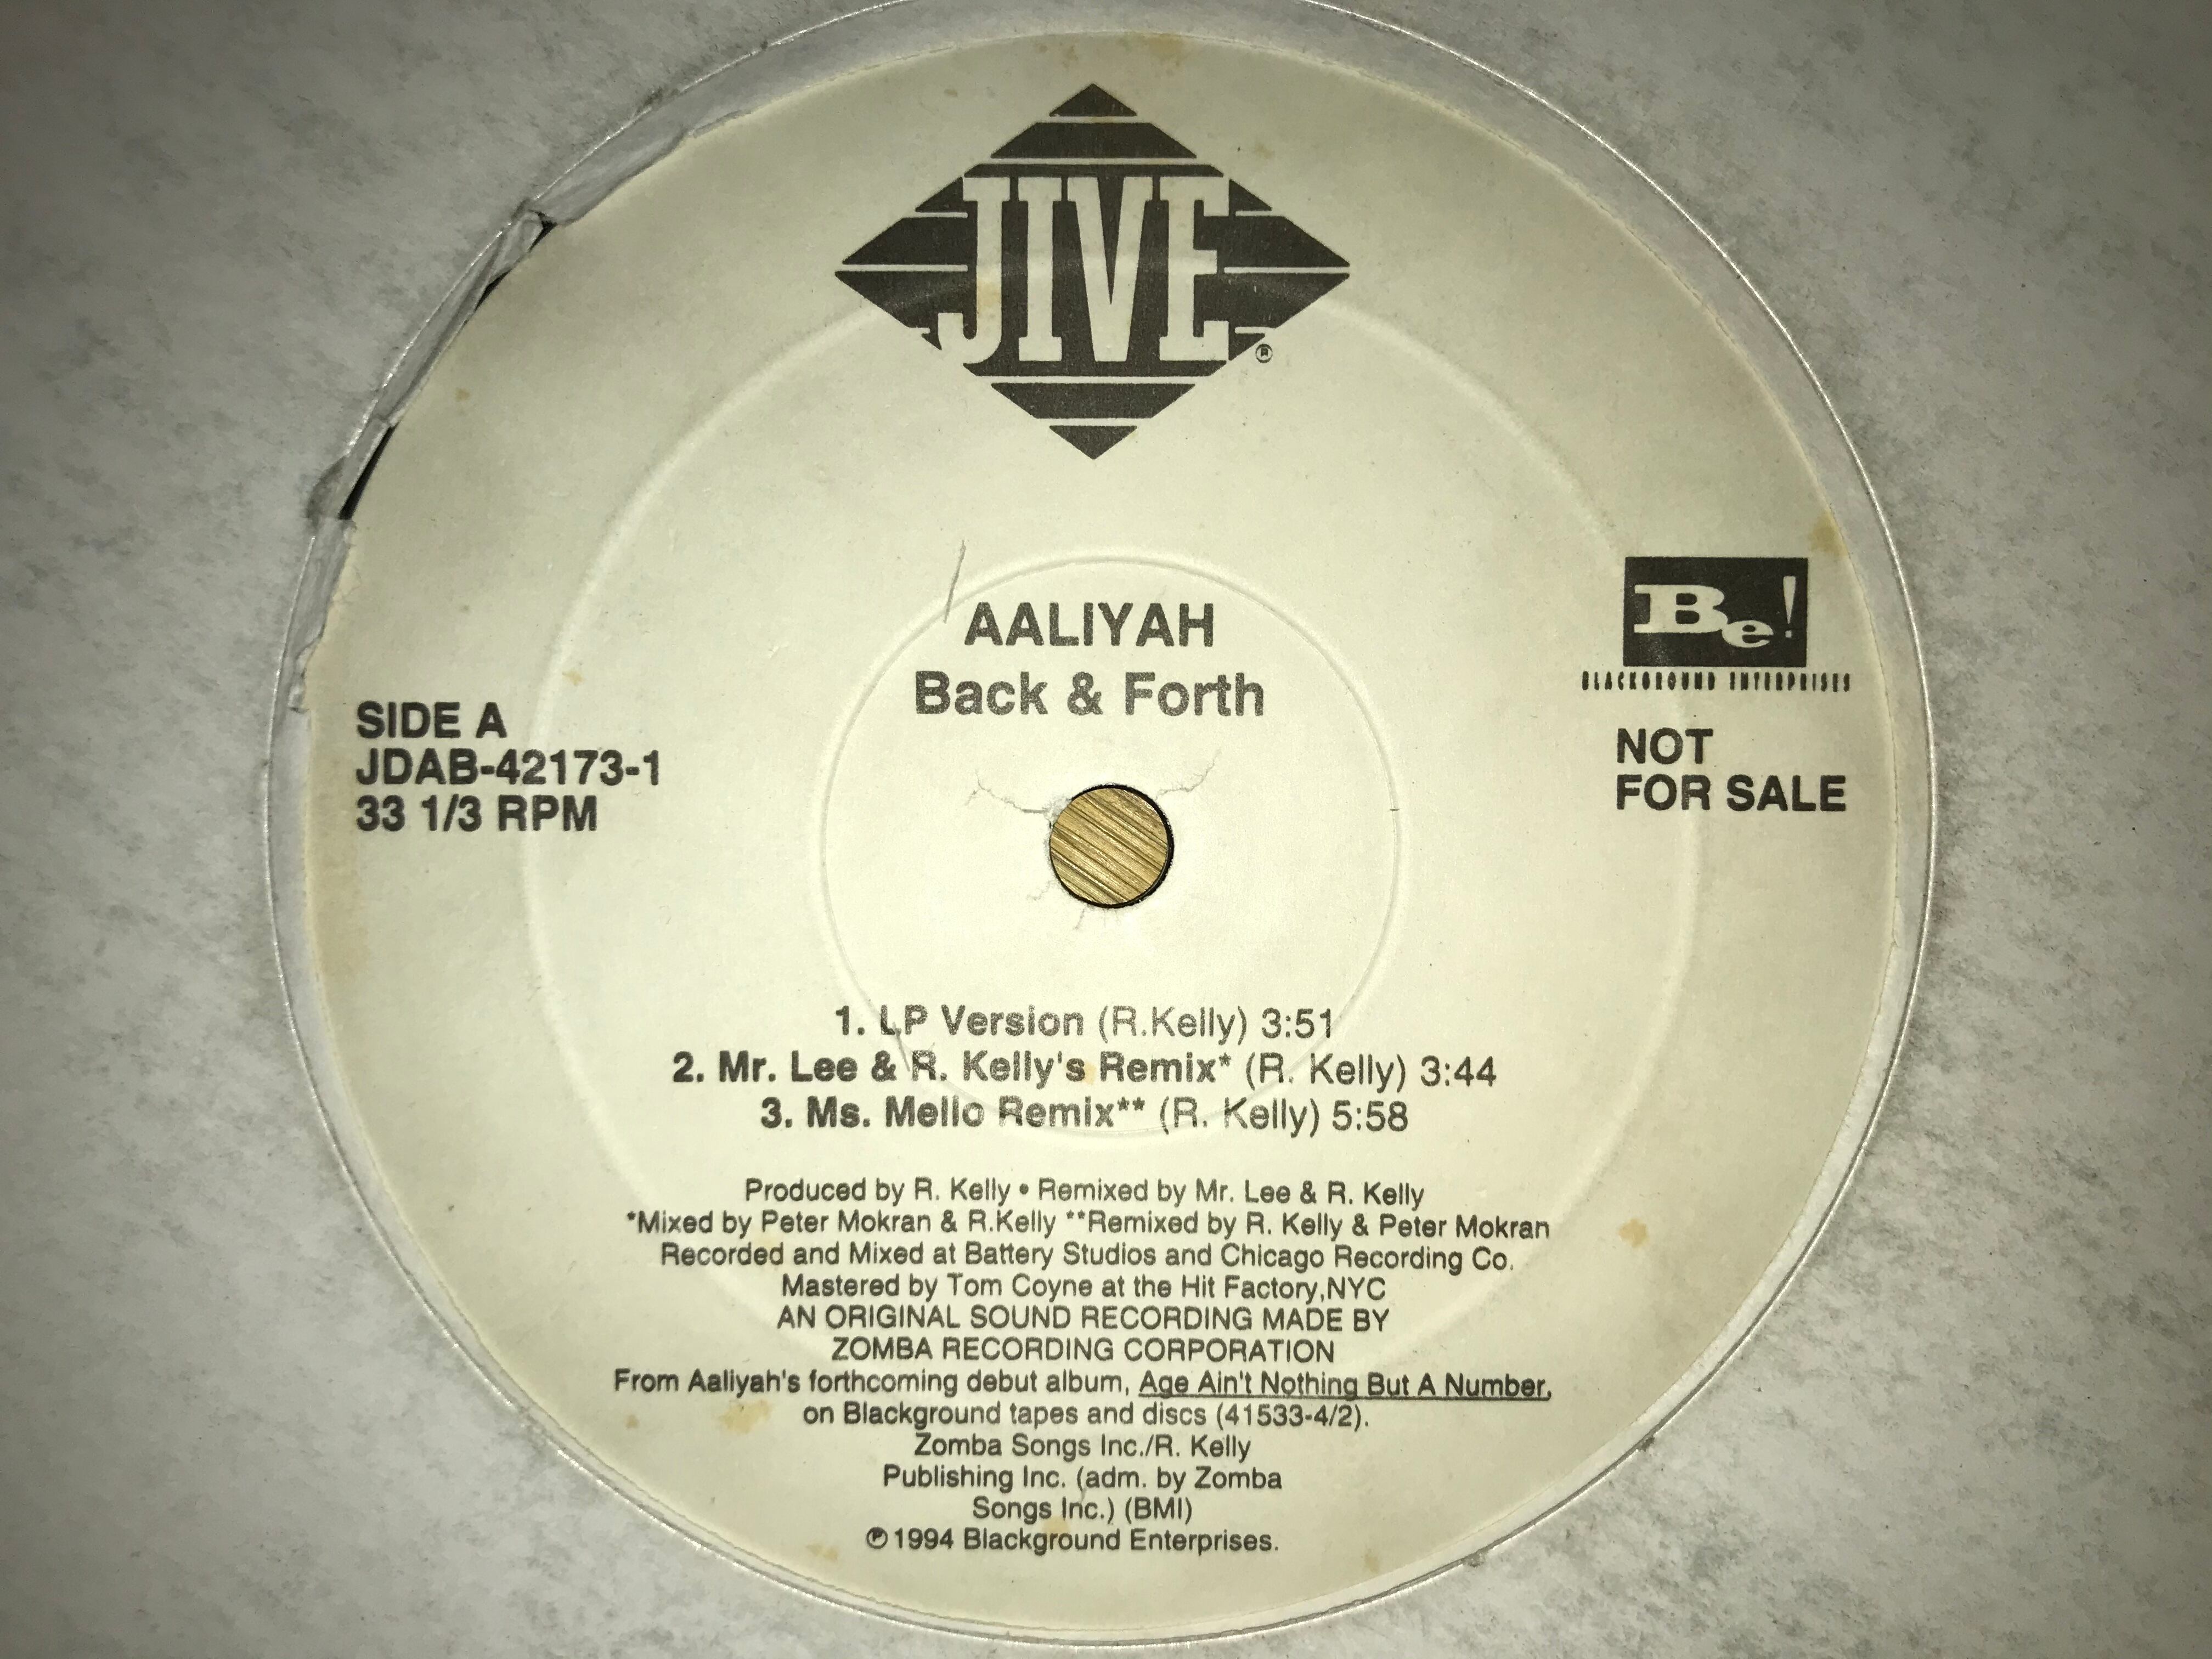 JIVE
®
AALIYAH
Back & Forth
SIDE A
JDAB-42173-1
33 1/3 RPM
Be!
BLACKGROUND ENTERPRISES
NOT
FOR SALE
1. LP Version (R.Kelly) 3:51
2. Mr. Lee & R. Kelly's Remix* (R. Kelly) 3:44
3. Ms. Mello Remix** (R. Kelly) 5:58
Produced by R. Kelly • Remixed by Mr. Lee & R. Kelly
*Mixed by Peter Mokran & R.Kelly **Remixed by R. Kelly & Peter Mokran
Recorded and Mixed at Battery Studios and Chicago Recording Co.
Mastered by Tom Coyne at the Hit Factory,NYC
AN ORIGINAL SOUND RECORDING MADE BY
ZOMBA RECORDING CORPORATION
From Aaliyah's forthcoming debut album, Age Ain't Nothing But A Number,
on Blackground tapes and discs (41533-4/2).
Zomba Songs Inc./R. Kelly
Publishing Inc. (adm. by Zomba
Songs Inc.) (BMI)
℗1994 Blackground Enterprises.